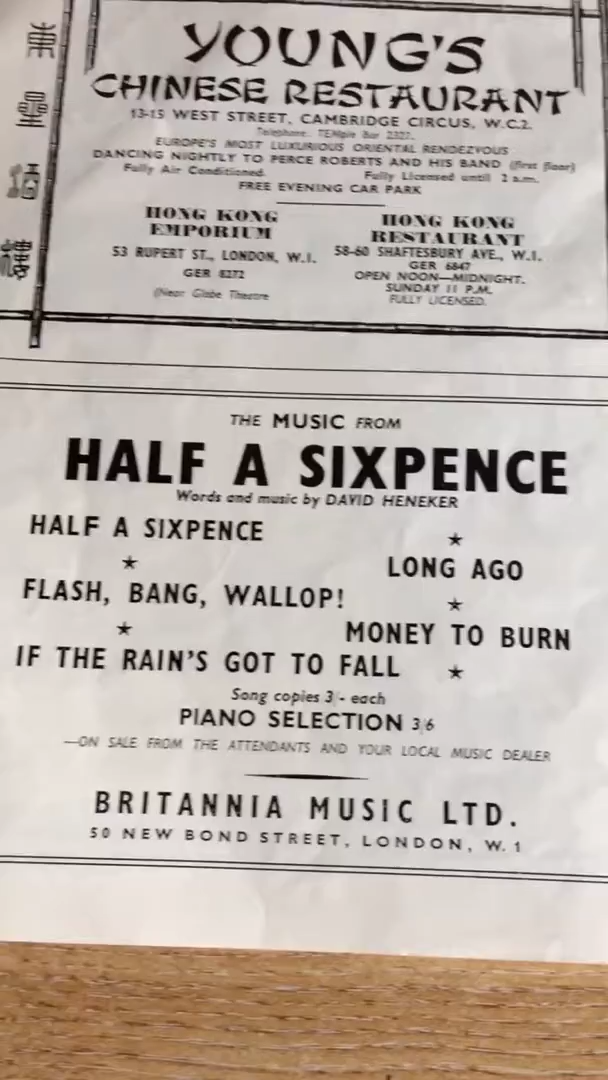 東
星
酒
樓
YOUNG'S
CHINESE RESTAURANT
13-15 WEST STREET, CAMBRIDGE CIRCUS, W.C.2.
Telephone: TEMple Bar 2327.
EUROPE'S MOST LUXURIOUS ORIENTAL RENDEZVOUS
DANCING NIGHTLY TO PERCE ROBERTS AND HIS BAND (first floor)
Fully Air Conditioned. Fully Licensed until 2 a.m.
FREE EVENING CAR PARK
HONG KONG
EMPORIUM
53 RUPERT ST., LONDON, W.I.
GER 8272
(Near Globe Theatre
HONG KONG
RESTAURANT
58-60 SHAFTESBURY AVE., W.I.
GER 6847
OPEN NOON—MIDNIGHT.
SUNDAY 11 P.M.
FULLY LICENSED.
THE MUSIC FROM
HALF A SIXPENCE
Words and music by DAVID HENEKER
HALF A SIXPENCE
LONG AGO
FLASH, BANG, WALLOP!
MONEY TO BURN
IF THE RAIN'S GOT TO FALL
Song copies 3/- each
PIANO SELECTION 3/6
—ON SALE FROM THE ATTENDANTS AND YOUR LOCAL MUSIC DEALER
BRITANNIA MUSIC LTD.
50 NEW BOND STREET, LONDON, W. 1